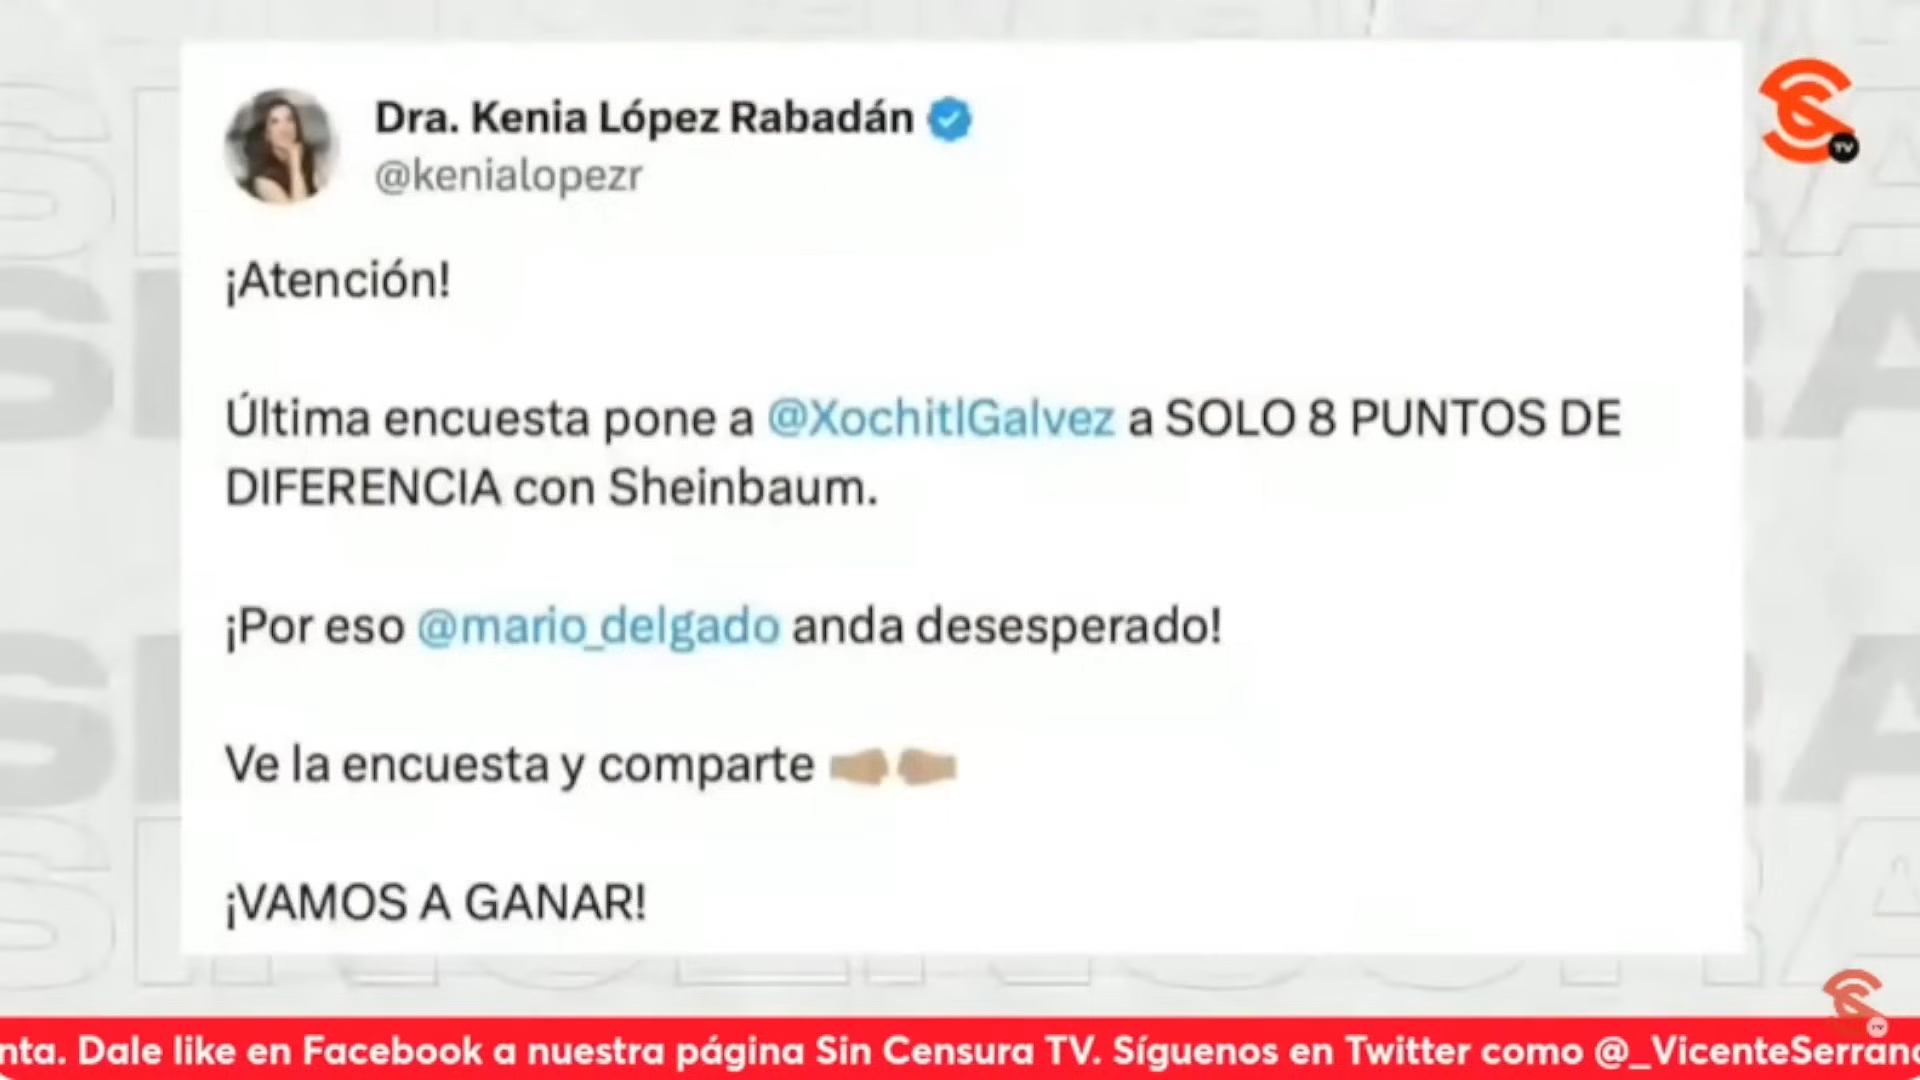 Dra. Kenia López Rabadán
@kenialopezr
¡Atención!
Última encuesta pone a @XochitlGalvez a SOLO 8 PUNTOS DE
DIFERENCIA con Sheinbaum.
¡Por eso @mario_delgado anda desesperado!
Ve la encuesta y comparte
¡VAMOS A GANAR!
TV
nta. Dale like en Facebook a nuestra página Sin Censura TV. Síguenos en Twitter como @_VicenteSerrano